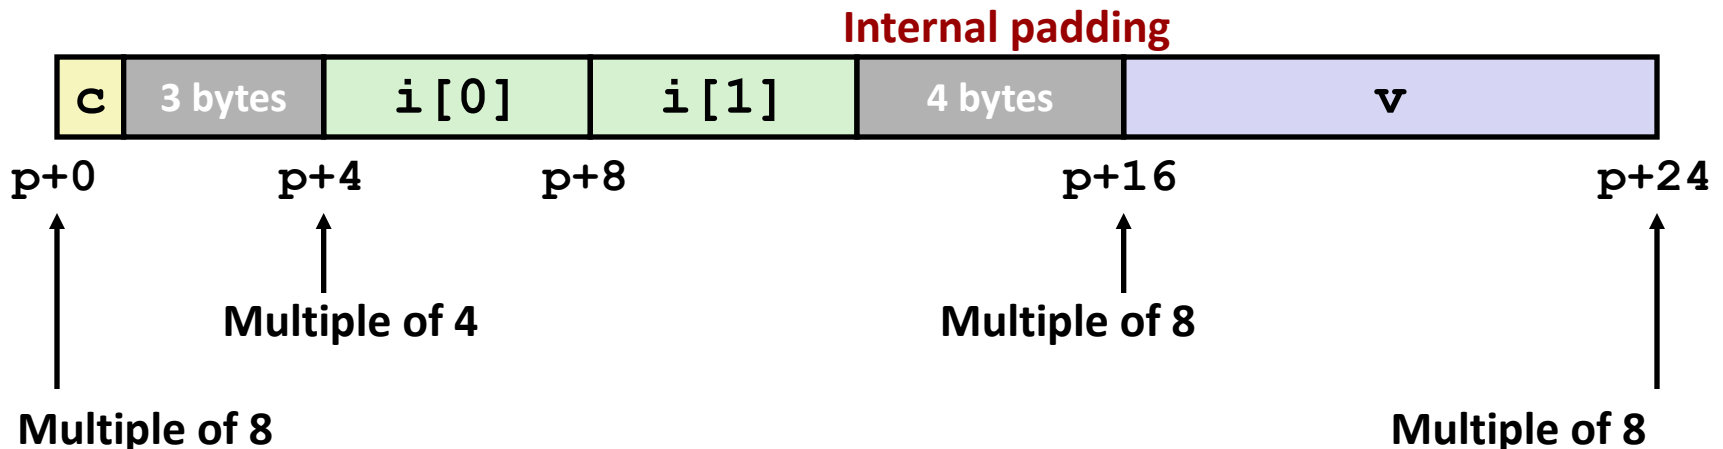 Internal padding
c 3 bytes i[0] i[1] 4 bytes v
p+0 p+4 p+8 p+16 p+24
Multiple of 4 Multiple of 8
Multiple of 8 Multiple of 8